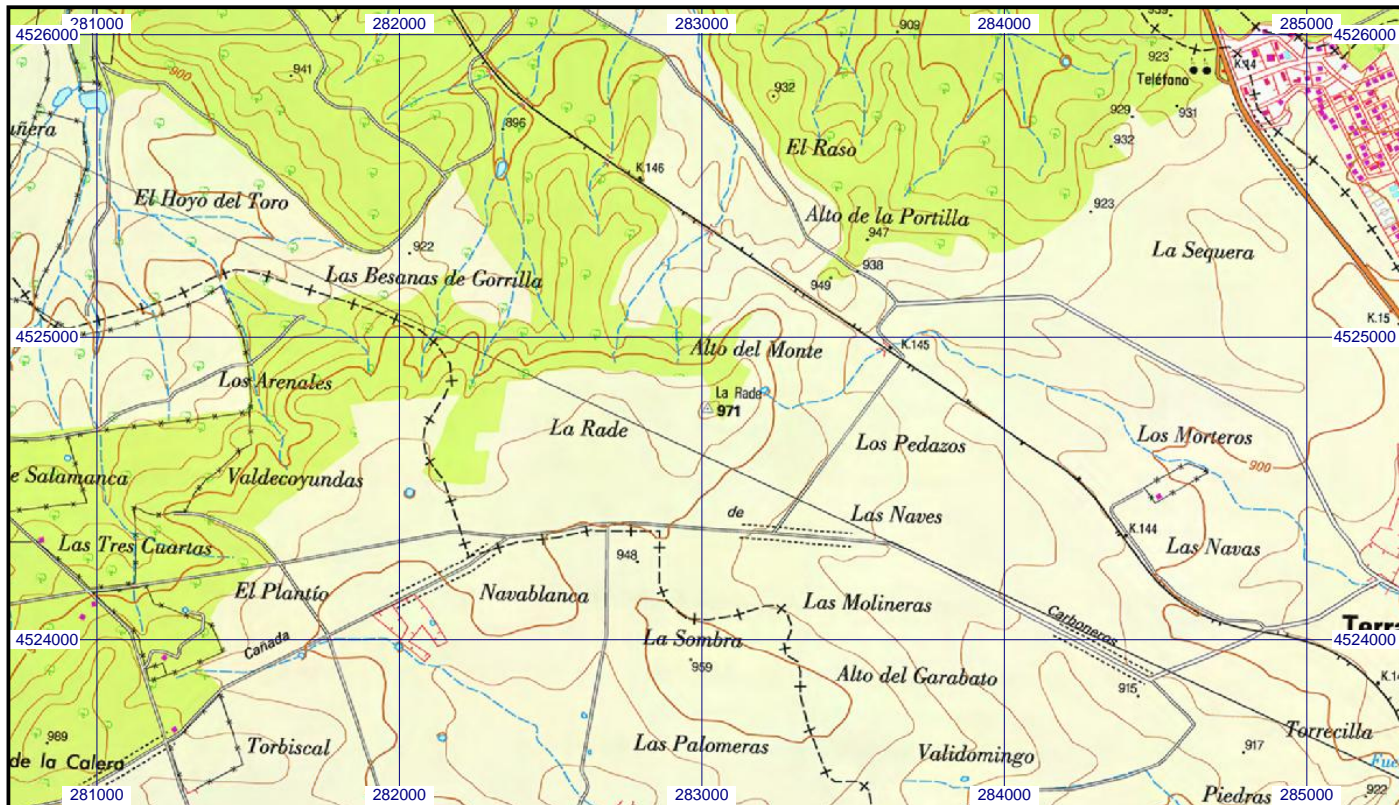 281000 282000 283000 284000 285000
4526000
939
909
923
K.14
Teléfono
941
900
932
929
931
896
932
El Raso
K.146
El Hoyo del Toro
923
Alto de la Portilla
947
La Sequera
922
938
Las Besanas de Gorrilla
949
K.15
4525000
K.145
Alto del Monte
Los Arenales
La Rade
971
La Rade
Los Pedazos
Los Morteros
900
e Salamanca
Valdecoyundas
de
Las Naves
K.144
Las Tres Cuartas
948
Las Navas
El Plantío
Navablanca
Las Molineras
Carboneros
4524000
Cañada
La Sombra
Terr
959
Alto del Garabato
915
K.14
989
Torbiscal
Las Palomeras
Validomingo
917
Torrecilla
de la Calera
Fue
Piedras
922
281000 282000 283000 284000 285000